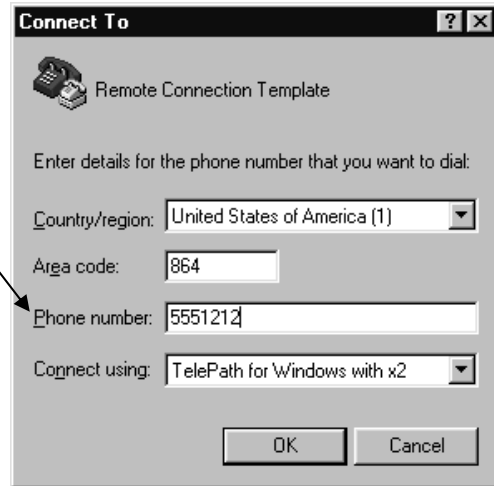 Connect To
Remote Connection Template
Enter details for the phone number that you want to dial:
Country/region: United States of America (1)
Area code: 864
Phone number: 5551212
Connect using: TelePath for Windows with x2
OK Cancel